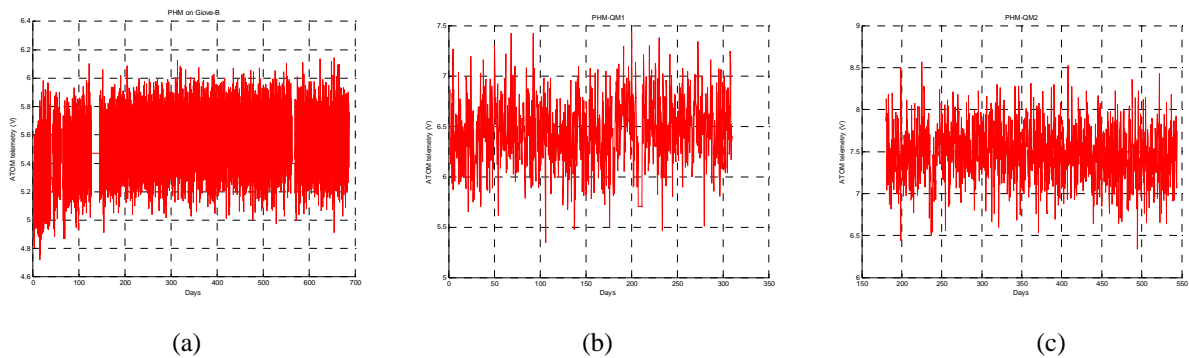 PHM on Giove-B
6.4
6.2
6
5.8
5.6
5.4
5.2
5
4.8
4.6
ATOM telemetry (V)
0 100 200 300 400 500 600 700
Days
(a)
PHM-QM1
7.5
7
6.5
6
5.5
5
ATOM telemetry (V)
0 50 100 150 200 250 300 350
Days
(b)
PHM-QM2
9
8.5
8
7.5
7
6.5
6
ATOM telemetry (V)
150 200 250 300 350 400 450 500 550
Days
(c)